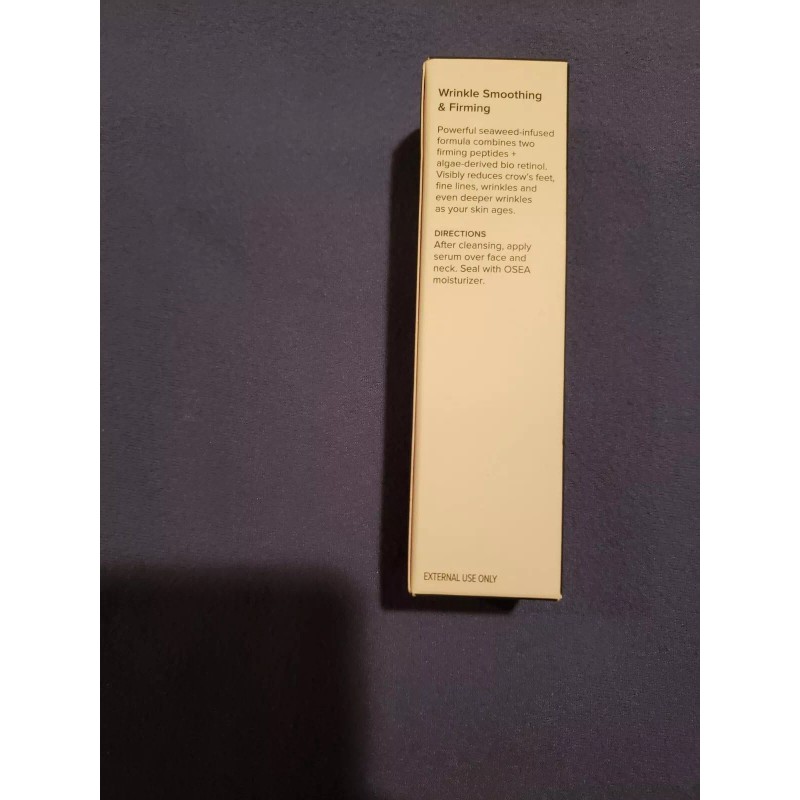 Wrinkle Smoothing
& Firming
Powerful seaweed-infused
formula combines two
firming peptides +
algae-derived bio retinol.
Visibly reduces crow's feet,
fine lines, wrinkles and
even deeper wrinkles
as your skin ages.
DIRECTIONS
After cleansing, apply
serum over face and
neck. Seal with OSEA
moisturizer.
EXTERNAL USE ONLY